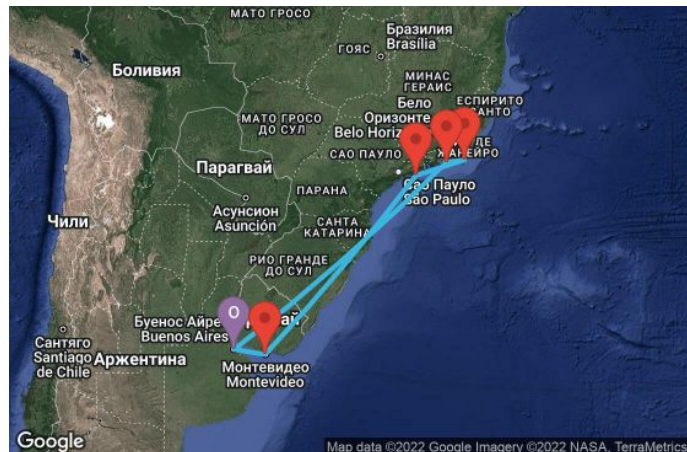 МАТО ГРОСО
Бразилия
Brasília
ГОЯС
Боливия
МИНАС
ГЕРАИС
МАТО ГРОСО
ДО СУЛ
Бело
Оризонте
Belo Horiz
ЕСПИРИТО
САНТО
ЖАНЕЙРО
Парагвай
САО ПАУЛО
Сао Пауло
São Paulo
ПАРАНА
Асунсион
Asunción
Чили
САНТА
КАТАРИНА
РИО ГРАНДЕ
ДО СУЛ
O
Буенос Айре
Buenos Aires
Сантяго
Santiago
de Chile
Аржентина
Монтевидео
Montevideo
Google
Map data ©2022 Google Imagery ©2022 NASA, TerraMetrics